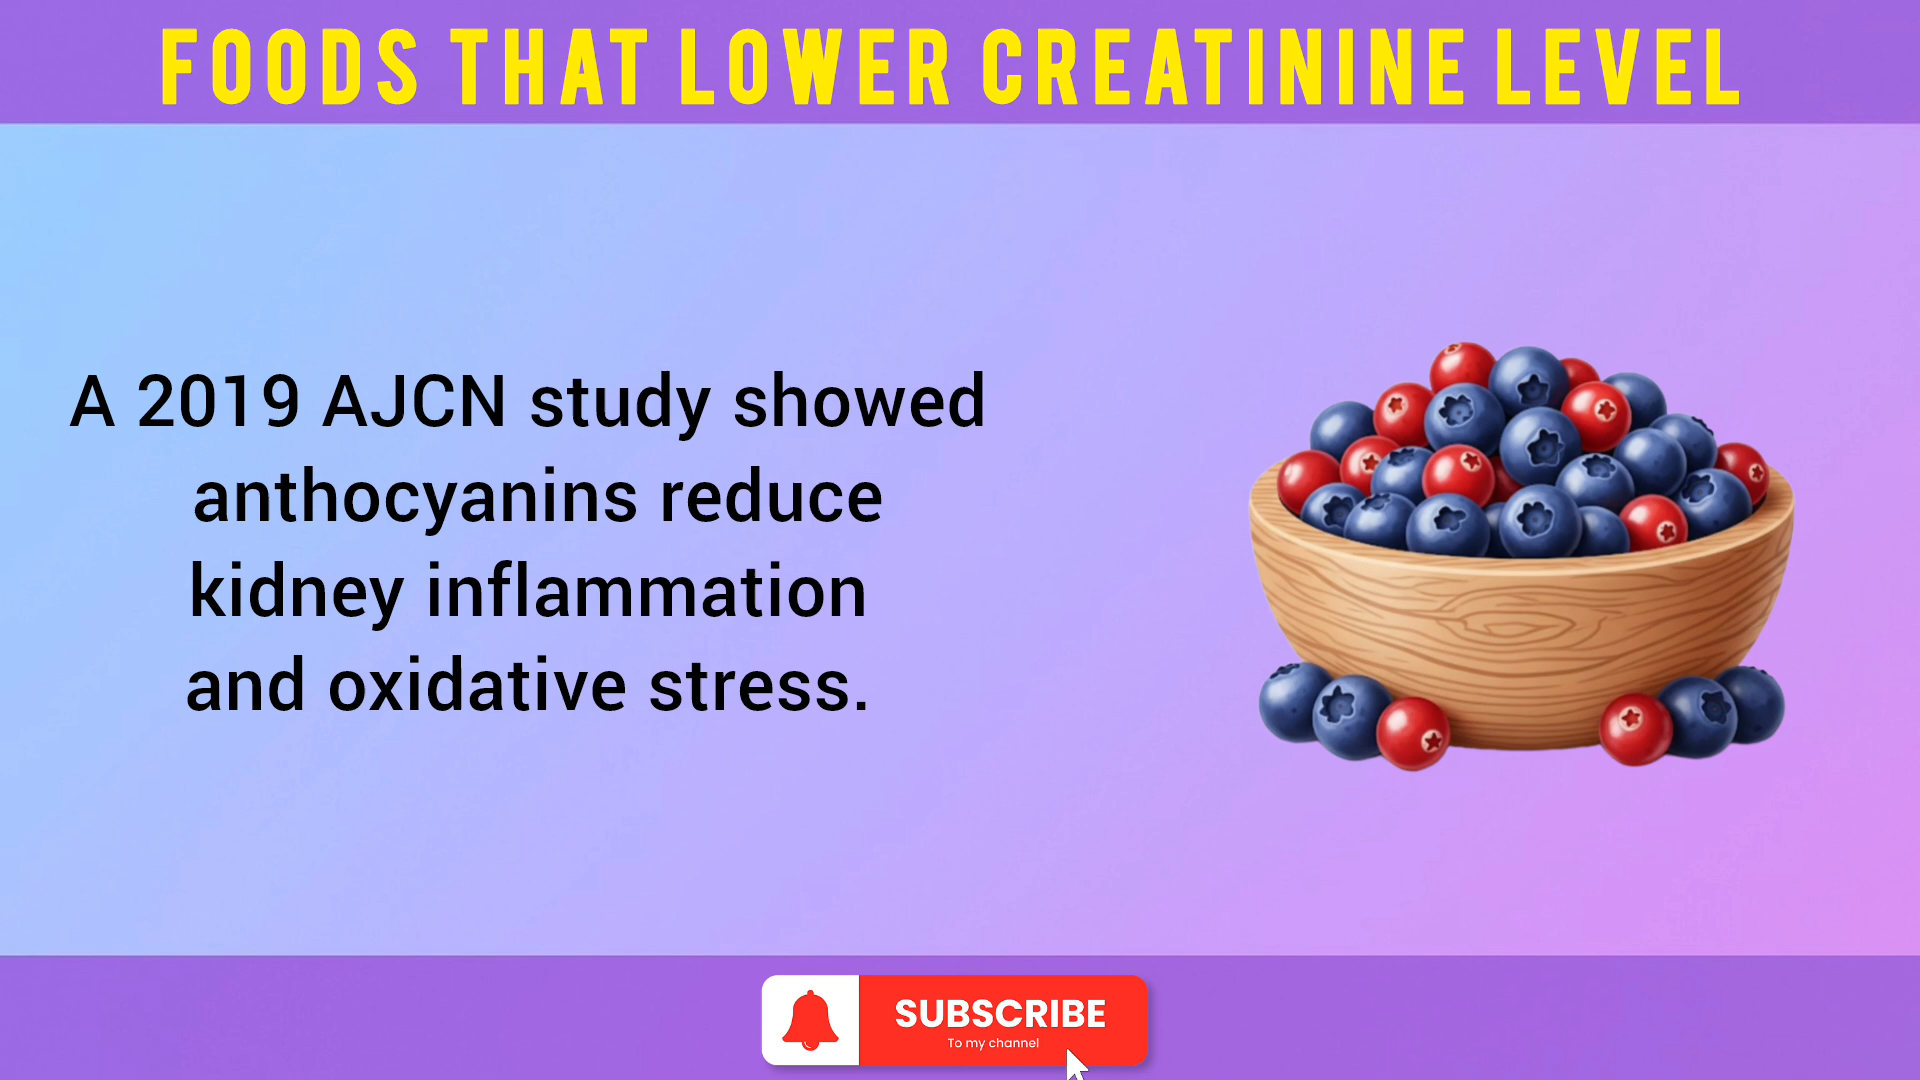 FOODS THAT LOWER CREATININE LEVEL
A 2019 AJCN study showed
anthocyanins reduce
kidney inflammation
and oxidative stress.
SUBSCRIBE
To my channel